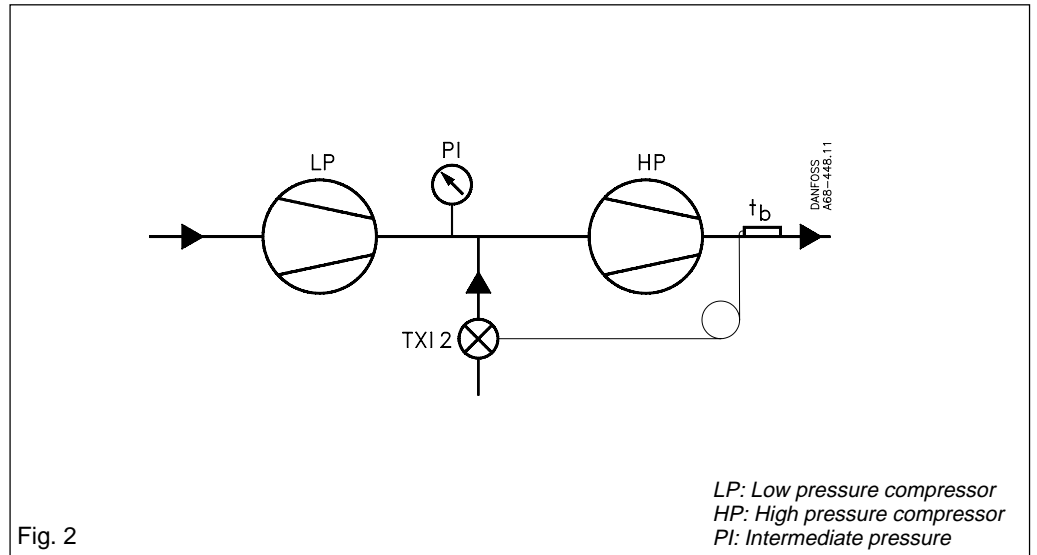 LP
PI
HP
DANFOSS
A68-448.11
tb
TXI 2
LP: Low pressure compressor
HP: High pressure compressor
PI: Intermediate pressure
Fig. 2